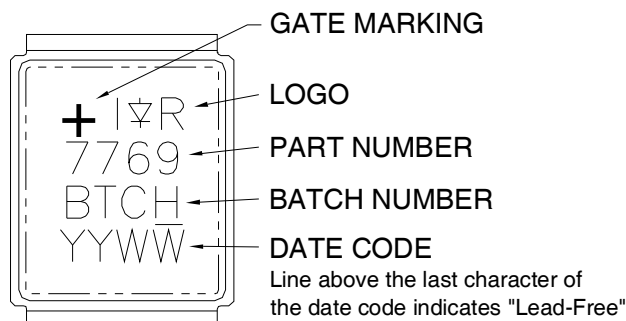 GATE MARKING
+ I R
LOGO
7769
PART NUMBER
BTCH
BATCH NUMBER
YYWW
DATE CODE
Line above the last character of
the date code indicates "Lead-Free"